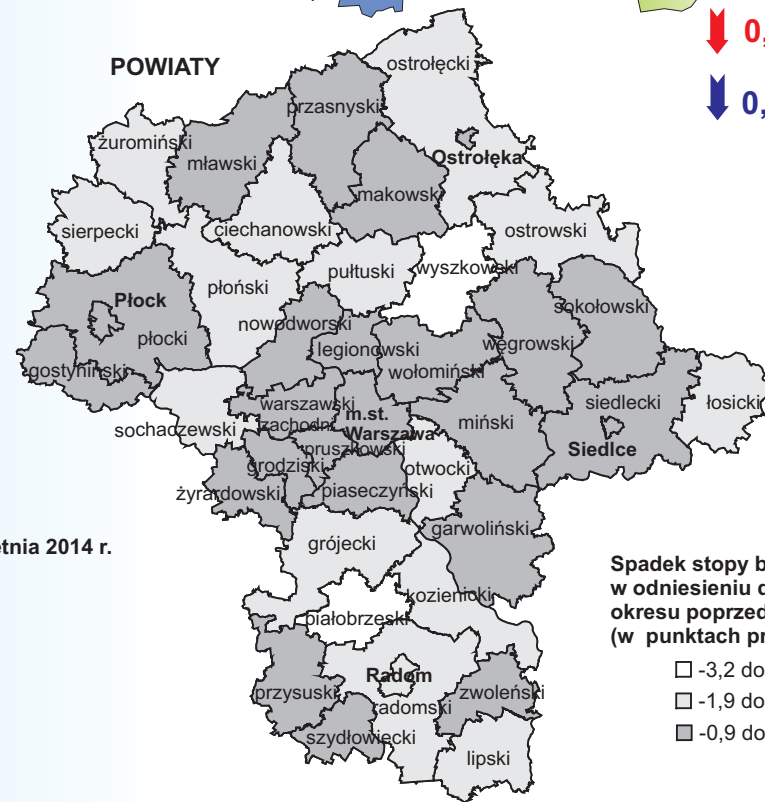 0,
POWIATY
0,
ostrołęcki
przasnyski
żuromiński
mławski
Ostrołęka
makowski
sierpecki
ciechanowski
ostrowski
pułtuski
wyszkowski
płoński
Płock
sokołowski
nowodworski
płocki
legionowski
węgrowski
gostyniński
wołomiński
siedlecki
łosicki
warszawski
zachodni
m.st.
Warszawa
miński
sochaczewski
pruszkowski
Siedlce
grodziski
otwocki
żyrardowski
piaseczyński
garwoliński
grójecki
etnia 2014 r.
Spadek stopy b
w odniesieniu d
okresu poprzed
(w punktach pr
kozienicki
białobrzeski
-3,2 do
Radom
przysuski
zwoleński
-1,9 do
radomski
szydłowiecki
-0,9 do
lipski